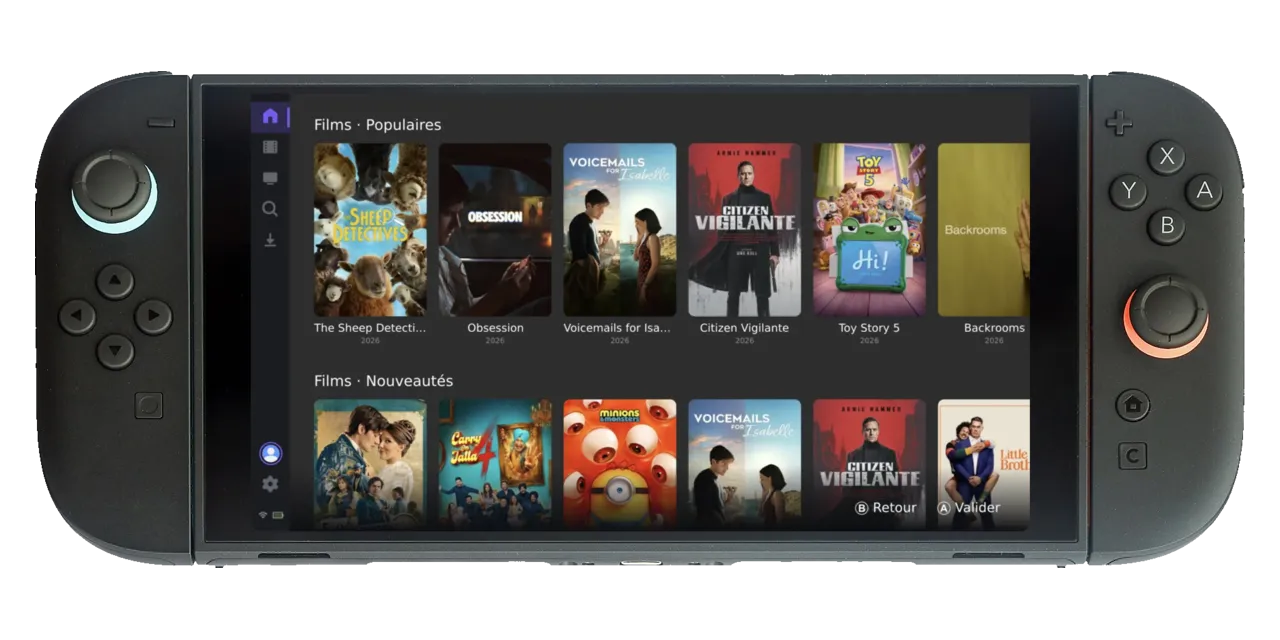 Films · Populaires
VOICEMAILS
FOR Isabelle
ARMIE HAMMER
TOY
STORY
5
SHEEP
DETECTIVES
OBSESSION
CITIZEN
VIGILANTE
Backrooms
Hi!
The Sheep Detecti...
Obsession
Voicemails for Isa...
Citizen Vigilante
Toy Story 5
Backrooms
2026
2026
2026
2026
2026
2026
Films · Nouveautés
Carry
Jatta
4
minions
& monsters
VOICEMAILS
FOR Isabelle
ARMIE HAMMER
CITIZEN
VIGILANTE
Little
Broth
B Retour
A Valider
X
Y
A
B
C